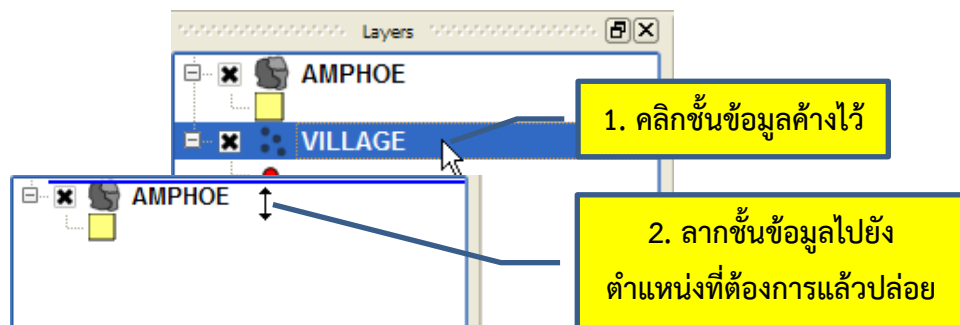 Layers
AMPHOE
VILLAGE
1. คลิกชั้นข้อมูลค้างไว้
AMPHOE
2. ลากชั้นข้อมูลไปยัง
ตำแหน่งที่ต้องการแล้วปล่อย